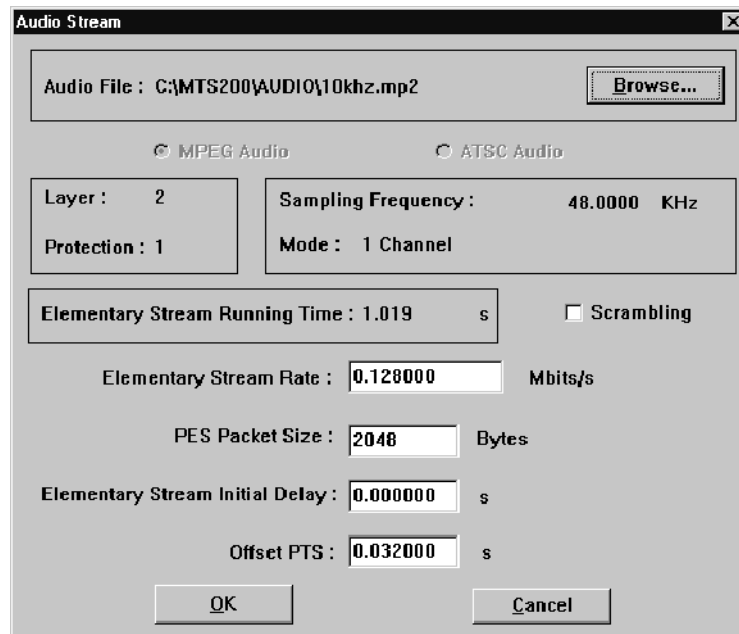 Audio Stream
Audio File : C:\MTS200\AUDIO\10khz.mp2 Browse...
MPEG Audio ATSC Audio
Layer : 2
Protection : 1
Sampling Frequency : 48.0000 KHz
Mode : 1 Channel
Elementary Stream Running Time : 1.019 s
Scrambling
Elementary Stream Rate : 0.128000 Mbits/s
PES Packet Size : 2048 Bytes
Elementary Stream Initial Delay : 0.000000 s
Offset PTS : 0.032000 s
OK Cancel